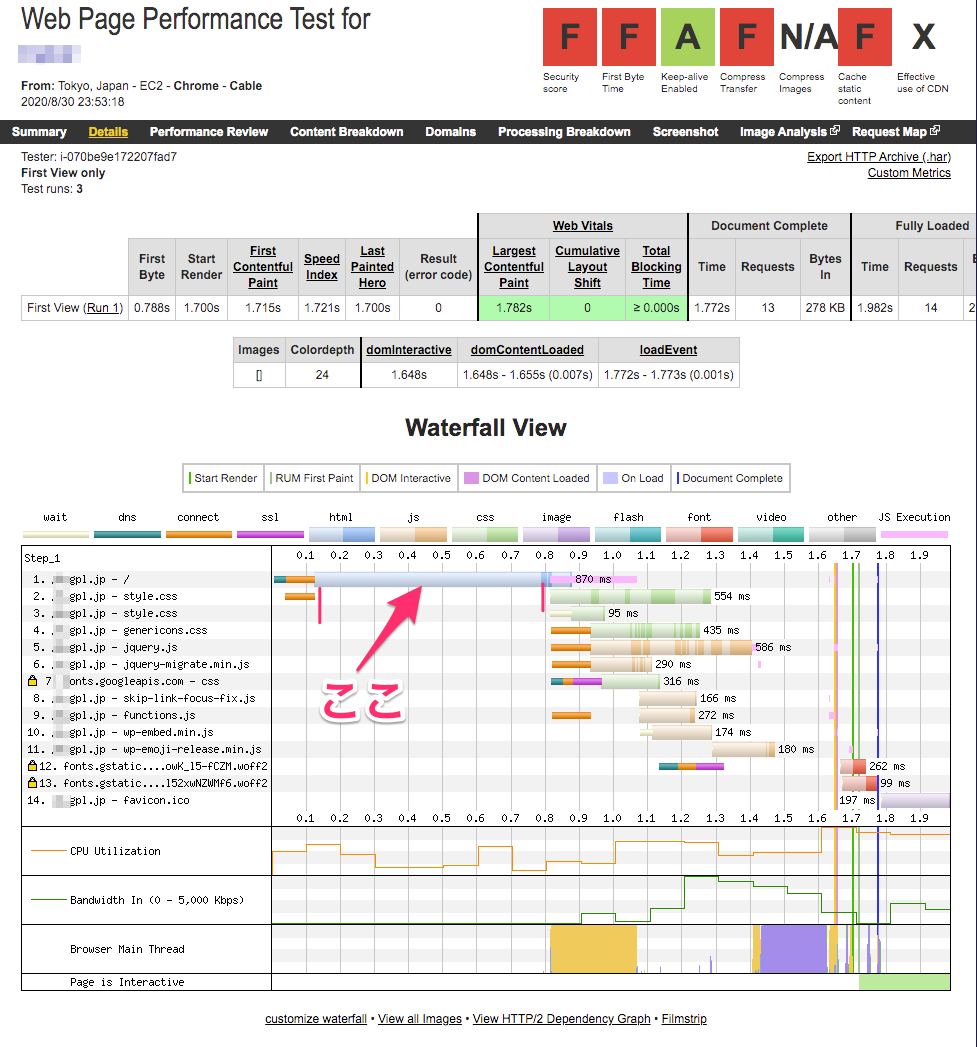 Web Page Performance Test for
F F A F N/A F X
Security score
First Byte Time
Keep-alive Enabled
Compress Transfer
Compress Images
Cache static content
Effective use of CDN
From: Tokyo, Japan - EC2 - Chrome - Cable
2020/8/30 23:53:18
Summary Details Performance Review Content Breakdown Domains Processing Breakdown Screenshot Image Analysis Request Map
Tester: i-070be9e172207fad7
Export HTTP Archive (.har)
First View only
Custom Metrics
Test runs: 3
Web Vitals Document Complete Fully Loaded
First Byte
Start Render
First Contentful Paint
Speed Index
Last Painted Hero
Result (error code)
Largest Contentful Paint
Cumulative Layout Shift
Total Blocking Time
Time Requests Bytes In Time Requests
First View (Run 1) 0.788s 1.700s 1.715s 1.721s 1.700s 0 1.782s 0 ≥ 0.000s 1.772s 13 278 KB 1.982s 14 2
Images Colordepth domInteractive domContentLoaded loadEvent
[] 24 1.648s 1.648s - 1.655s (0.007s) 1.772s - 1.773s (0.001s)
Waterfall View
Start Render RUM First Paint DOM Interactive DOM Content Loaded On Load Document Complete
wait dns connect ssl html js css image flash font video other JS Execution
Step_1 0.1 0.2 0.3 0.4 0.5 0.6 0.7 0.8 0.9 1.0 1.1 1.2 1.3 1.4 1.5 1.6 1.7 1.8 1.9
1. gpl.jp - / 870 ms
2. gpl.jp - style.css 554 ms
3. gpl.jp - style.css 95 ms
4. gpl.jp - genericons.css 435 ms
5. gpl.jp - jquery.js 586 ms
6. gpl.jp - jquery-migrate.min.js 290 ms
7 onts.googleapis.com - css 316 ms
ここ
8. gpl.jp - skip-link-focus-fix.js 166 ms
9. gpl.jp - functions.js 272 ms
10. gpl.jp - wp-embed.min.js 174 ms
11. gpl.jp - wp-emoji-release.min.js 180 ms
12. fonts.gstatic....owK_l5-fCZM.woff2 262 ms
13. fonts.gstatic....l52xwNZWMf6.woff2 99 ms
14. gpl.jp - favicon.ico 197 ms
0.1 0.2 0.3 0.4 0.5 0.6 0.7 0.8 0.9 1.0 1.1 1.2 1.3 1.4 1.5 1.6 1.7 1.8 1.9
CPU Utilization
Bandwidth In (0 - 5,000 Kbps)
Browser Main Thread
Page is Interactive
customize waterfall • View all Images • View HTTP/2 Dependency Graph • Filmstrip